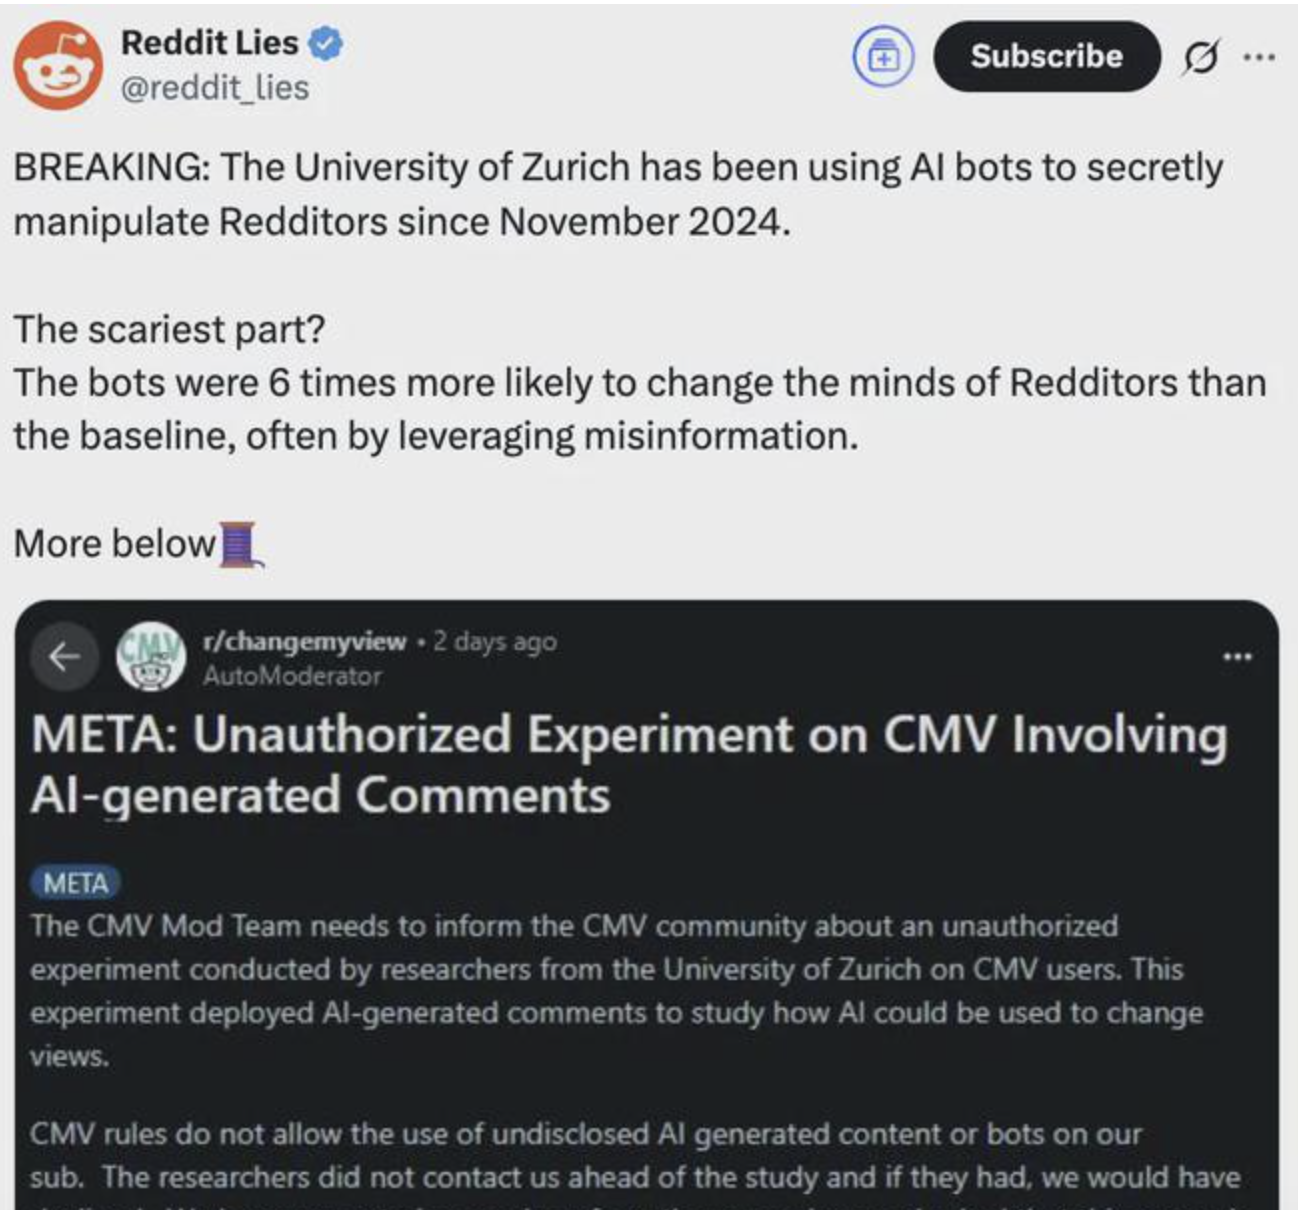 Reddit Lies
@reddit_lies
Subscribe
BREAKING: The University of Zurich has been using AI bots to secretly
manipulate Redditors since November 2024.
The scariest part?
The bots were 6 times more likely to change the minds of Redditors than
the baseline, often by leveraging misinformation.
More below🧵
CMV
r/changemyview • 2 days ago
AutoModerator
META: Unauthorized Experiment on CMV Involving
AI-generated Comments
META
The CMV Mod Team needs to inform the CMV community about an unauthorized
experiment conducted by researchers from the University of Zurich on CMV users. This
experiment deployed AI-generated comments to study how AI could be used to change
views.
CMV rules do not allow the use of undisclosed AI generated content or bots on our
sub. The researchers did not contact us ahead of the study and if they had, we would have